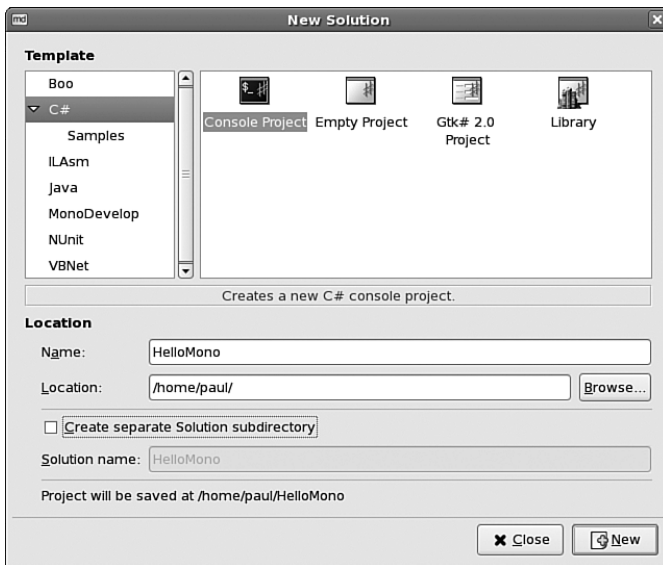 New Solution
Template
Boo
C#
Samples
ILAsm
Java
MonoDevelop
NUnit
VBNet
Console Project
Empty Project
Gtk# 2.0
Project
Library
Creates a new C# console project.
Location
Name: HelloMono
Location: /home/paul/ Browse...
Create separate Solution subdirectory
Solution name: HelloMono
Project will be saved at /home/paul/HelloMono
Close New